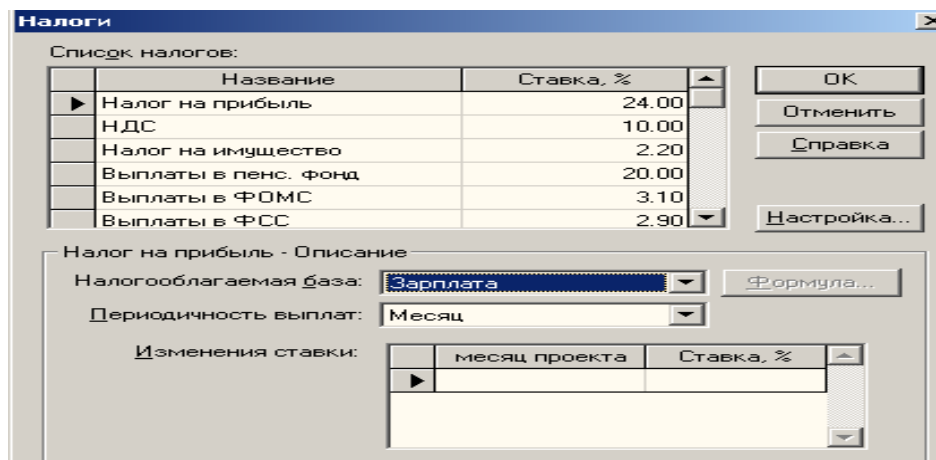 Налоги
Список налогов:
Название Ставка, %
Налог на прибыль 24.00
НДС 10.00
Налог на имущество 2.20
Выплаты в пенс. фонд 20.00
Выплаты в ФОМС 3.10
Выплаты в ФСС 2.90
OK
Отменить
Справка
Настройка...
Налог на прибыль - Описание
Налогооблагаемая база: Зарплата Формула...
Периодичность выплат: Месяц
Изменения ставки: месяц проекта Ставка, %